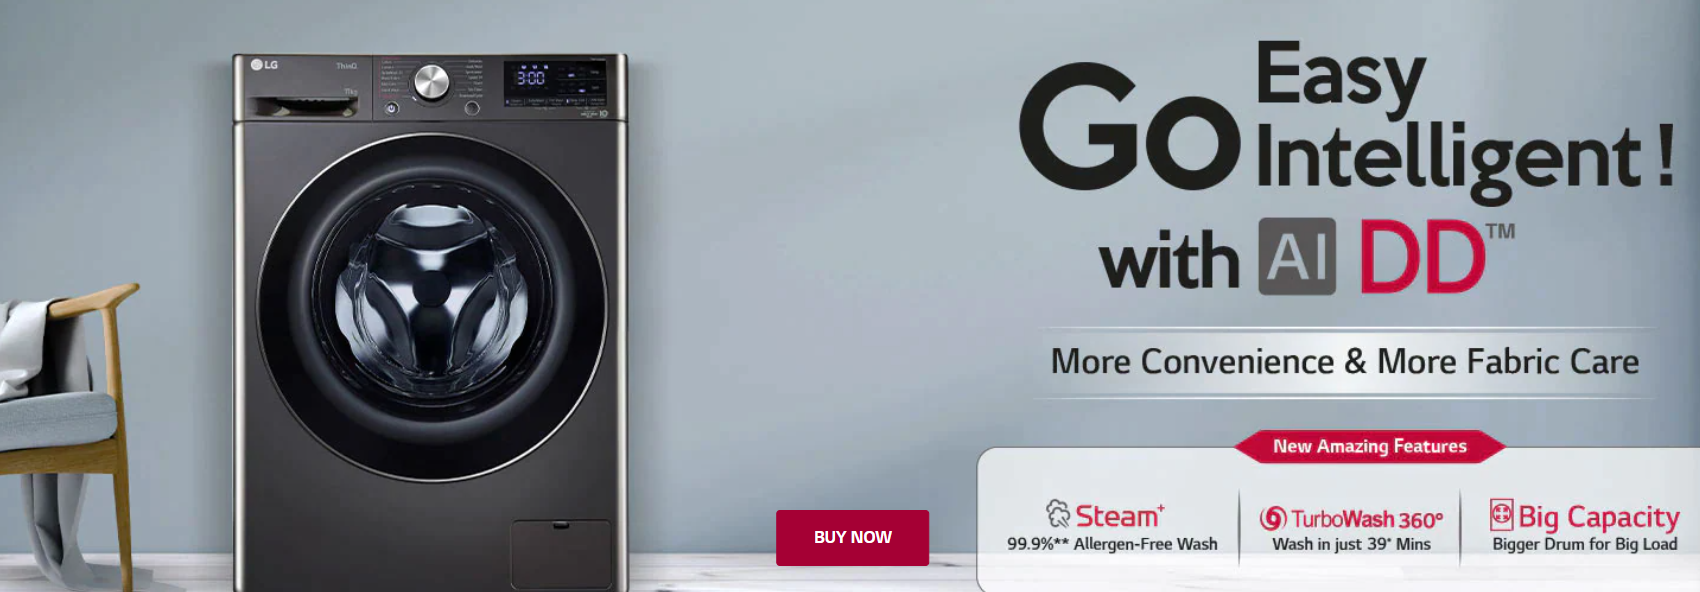 LG
ThinQ
11kg
3:00
Go Easy
Intelligent!
with AI DD™
More Convenience & More Fabric Care
New Amazing Features
Steam+
99.9%** Allergen-Free Wash
TurboWash 360°
Wash in just 39* Mins
Big Capacity
Bigger Drum for Big Load
BUY NOW